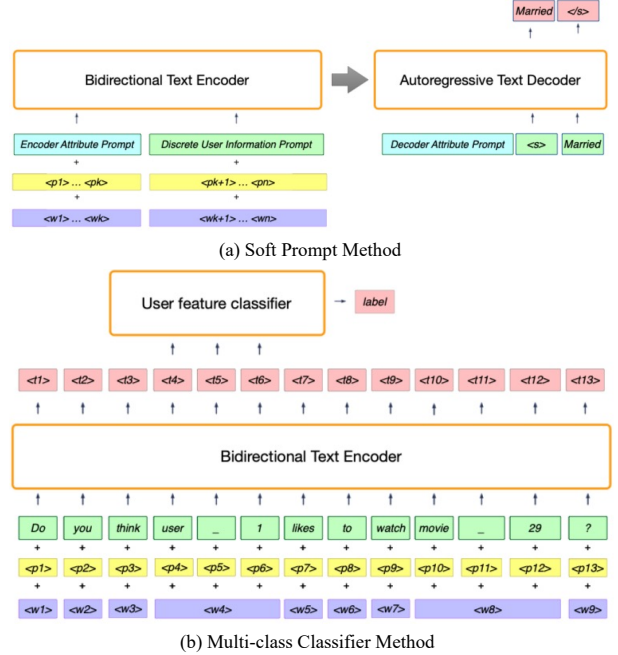 Married </s>
Bidirectional Text Encoder Autoregressive Text Decoder
Encoder Attribute Prompt Discrete User Information Prompt Decoder Attribute Prompt <s> Married
+ +
<p1> ... <pk> <pk+1> ... <pn>
+ +
<w1> ... <wk> <wk+1> ... <wn>
(a) Soft Prompt Method
User feature classifier label
<t1> <t2> <t3> <t4> <t5> <t6> <t7> <t8> <t9> <t10> <t11> <t12> <t13>
Bidirectional Text Encoder
Do you think user _ 1 likes to watch movie _ 29 ?
+ + + + + + + + + + + + +
<p1> <p2> <p3> <p4> <p5> <p6> <p7> <p8> <p9> <p10> <p11> <p12> <p13>
+ + + + + + + + + + + + +
<w1> <w2> <w3> <w4> <w5> <w6> <w7> <w8> <w9>
(b) Multi-class Classifier Method